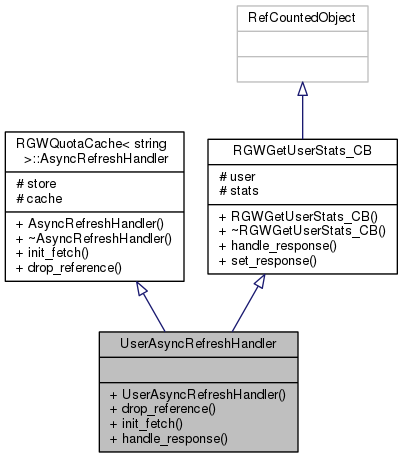 RefCountedObject
RGWQuotaCache< string
>::AsyncRefreshHandler
# store
# cache
+ AsyncRefreshHandler()
+ ~AsyncRefreshHandler()
+ init_fetch()
+ drop_reference()
RGWGetUserStats_CB
# user
# stats
+ RGWGetUserStats_CB()
+ ~RGWGetUserStats_CB()
+ handle_response()
+ set_response()
UserAsyncRefreshHandler
+ UserAsyncRefreshHandler()
+ drop_reference()
+ init_fetch()
+ handle_response()